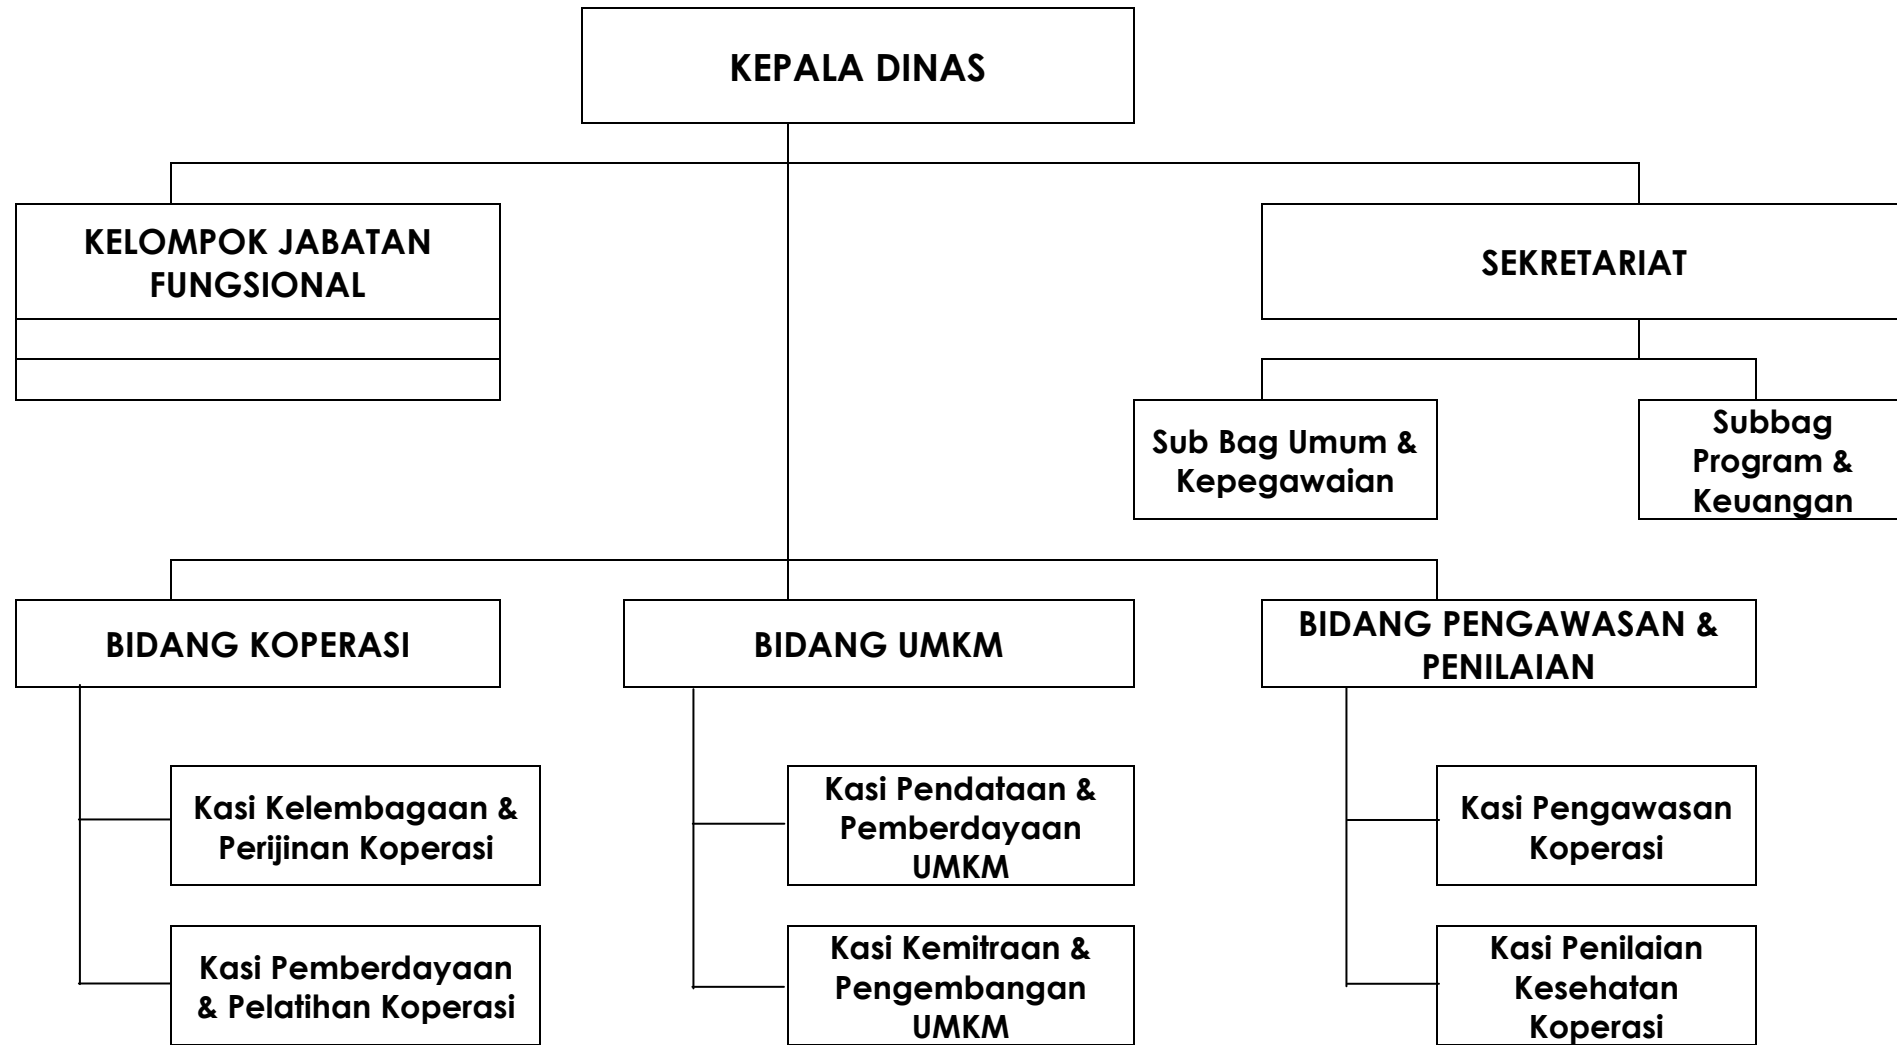 KEPALA DINAS
KELOMPOK JABATAN
FUNGSIONAL
SEKRETARIAT
Sub Bag Umum &
Kepegawaian
Subbag
Program &
Keuangan
BIDANG KOPERASI
BIDANG UMKM
BIDANG PENGAWASAN &
PENILAIAN
Kasi Kelembagaan &
Perijinan Koperasi
Kasi Pendataan &
Pemberdayaan
UMKM
Kasi Pengawasan
Koperasi
Kasi Pemberdayaan
& Pelatihan Koperasi
Kasi Kemitraan &
Pengembangan
UMKM
Kasi Penilaian
Kesehatan
Koperasi